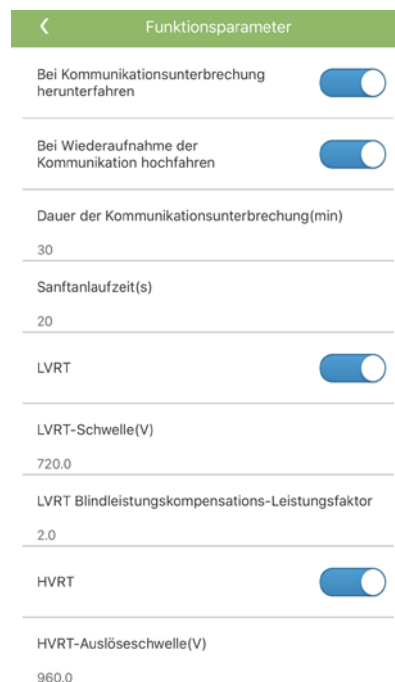 Funktionsparameter
Bei Kommunikationsunterbrechung
herunterfahren
Bei Wiederaufnahme der
Kommunikation hochfahren
Dauer der Kommunikationsunterbrechung(min)
30
Sanftanlaufzeit(s)
20
LVRT
LVRT-Schwelle(V)
720.0
LVRT Blindleistungskompensations-Leistungsfaktor
2.0
HVRT
HVRT-Auslöseschwelle(V)
960.0